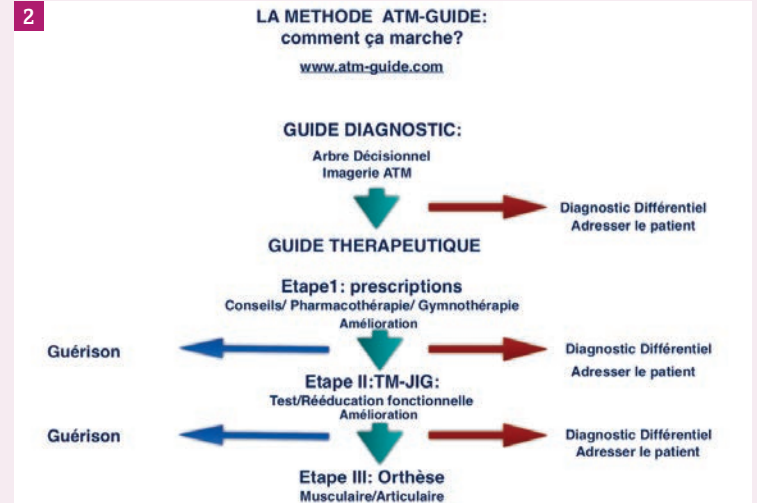 2
LA METHODE ATM-GUIDE:
comment ça marche?
www.atm-guide.com
GUIDE DIAGNOSTIC:
Arbre Décisionnel
Imagerie ATM
Diagnostic Différentiel
Adresser le patient
GUIDE THERAPEUTIQUE
Etape1: prescriptions
Conseils/ Pharmacothérapie/ Gymnothérapie
Amélioration
Guérison
Diagnostic Différentiel
Adresser le patient
Etape II:TM-JIG:
Test/Rééducation fonctionnelle
Amélioration
Guérison
Diagnostic Différentiel
Adresser le patient
Etape III: Orthèse
Musculaire/Articulaire